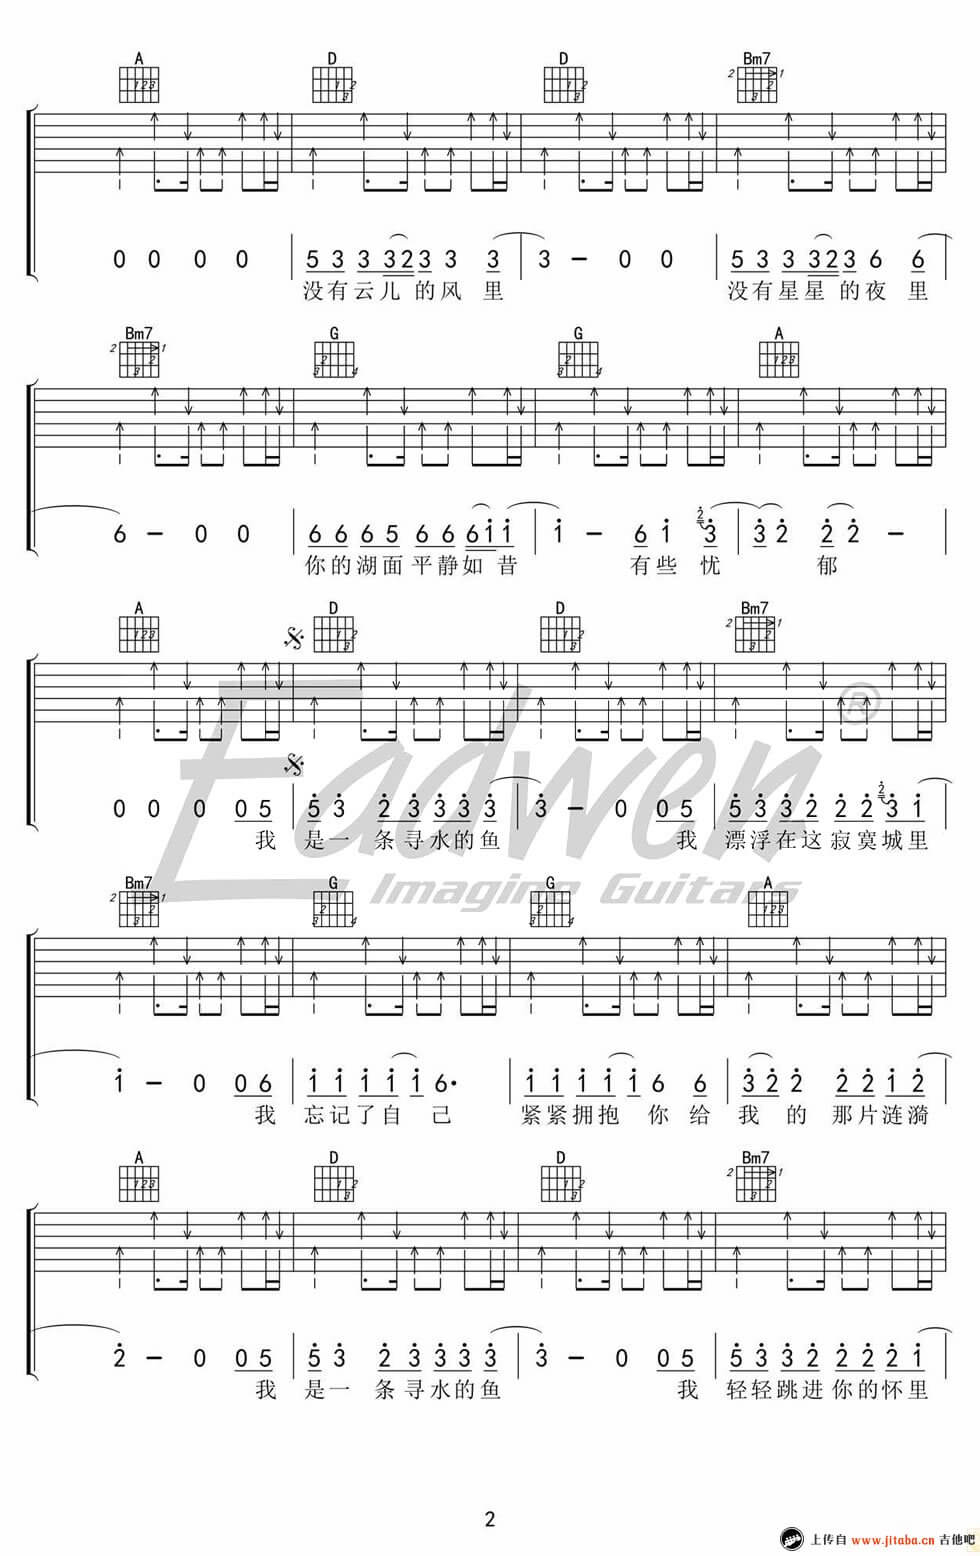 A D D Bm7
0 0 0 0 5 3 3 3 2 3 3 3 3 – 0 0 5 3 3 3 2 3 6 6
没有云儿的风里 没有星星的夜里
Bm7 G G A
6 – 0 0 6 6 6 5 6 6 6 1 1 1 – 6 1 3 3 2 2 2 –
你的湖面平静如昔 有些忧 郁
A D D Bm7
0 0 0 0 5 5 3 2 3 3 3 3 3 – 0 0 5 5 3 3 2 2 2 3 1
我 是一条寻水的鱼 我 漂浮在这寂寞城里
Eadwen ®
Imagine Guitars
Bm7 G G A
1 – 0 0 6 1 1 1 1 1 6· 1 1 1 1 1 6 6 3 2 2 2 2 1 2
我 忘记了自己 紧紧拥抱你给 我的那片涟漪
A D D Bm7
2 – 0 0 5 5 3 2 3 3 3 3 3 – 0 0 5 5 3 3 2 2 2 2 1
我 是一条寻水的鱼 我 轻轻跳进你的怀里
2
上传自 www.jitaba.cn 吉他吧